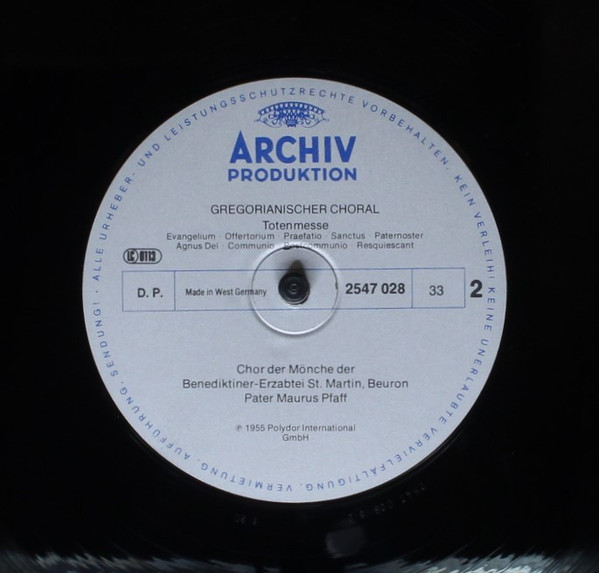 · ALLE URHEBER- UND LEISTUNGSSCHUTZRECHTE VORBEHALTEN · KEIN VERLEIH! KEINE UNERLAUBTE VERVIELFÄLTIGUNG, VERMIETUNG, AUFFÜHRUNG, SENDUNG!
ARCHIV
PRODUKTION
GREGORIANISCHER CHORAL
Totenmesse
Evangelium · Offertorium · Praefatio · Sanctus · Paternoster
Agnus Dei · Communio · Postcommunio · Resquiescant
LC 0113
D. P. Made in West Germany 2547 028 33 2
Chor der Mönche der
Benediktiner-Erzabtei St. Martin, Beuron
Pater Maurus Pfaff
℗ 1955 Polydor International
GmbH